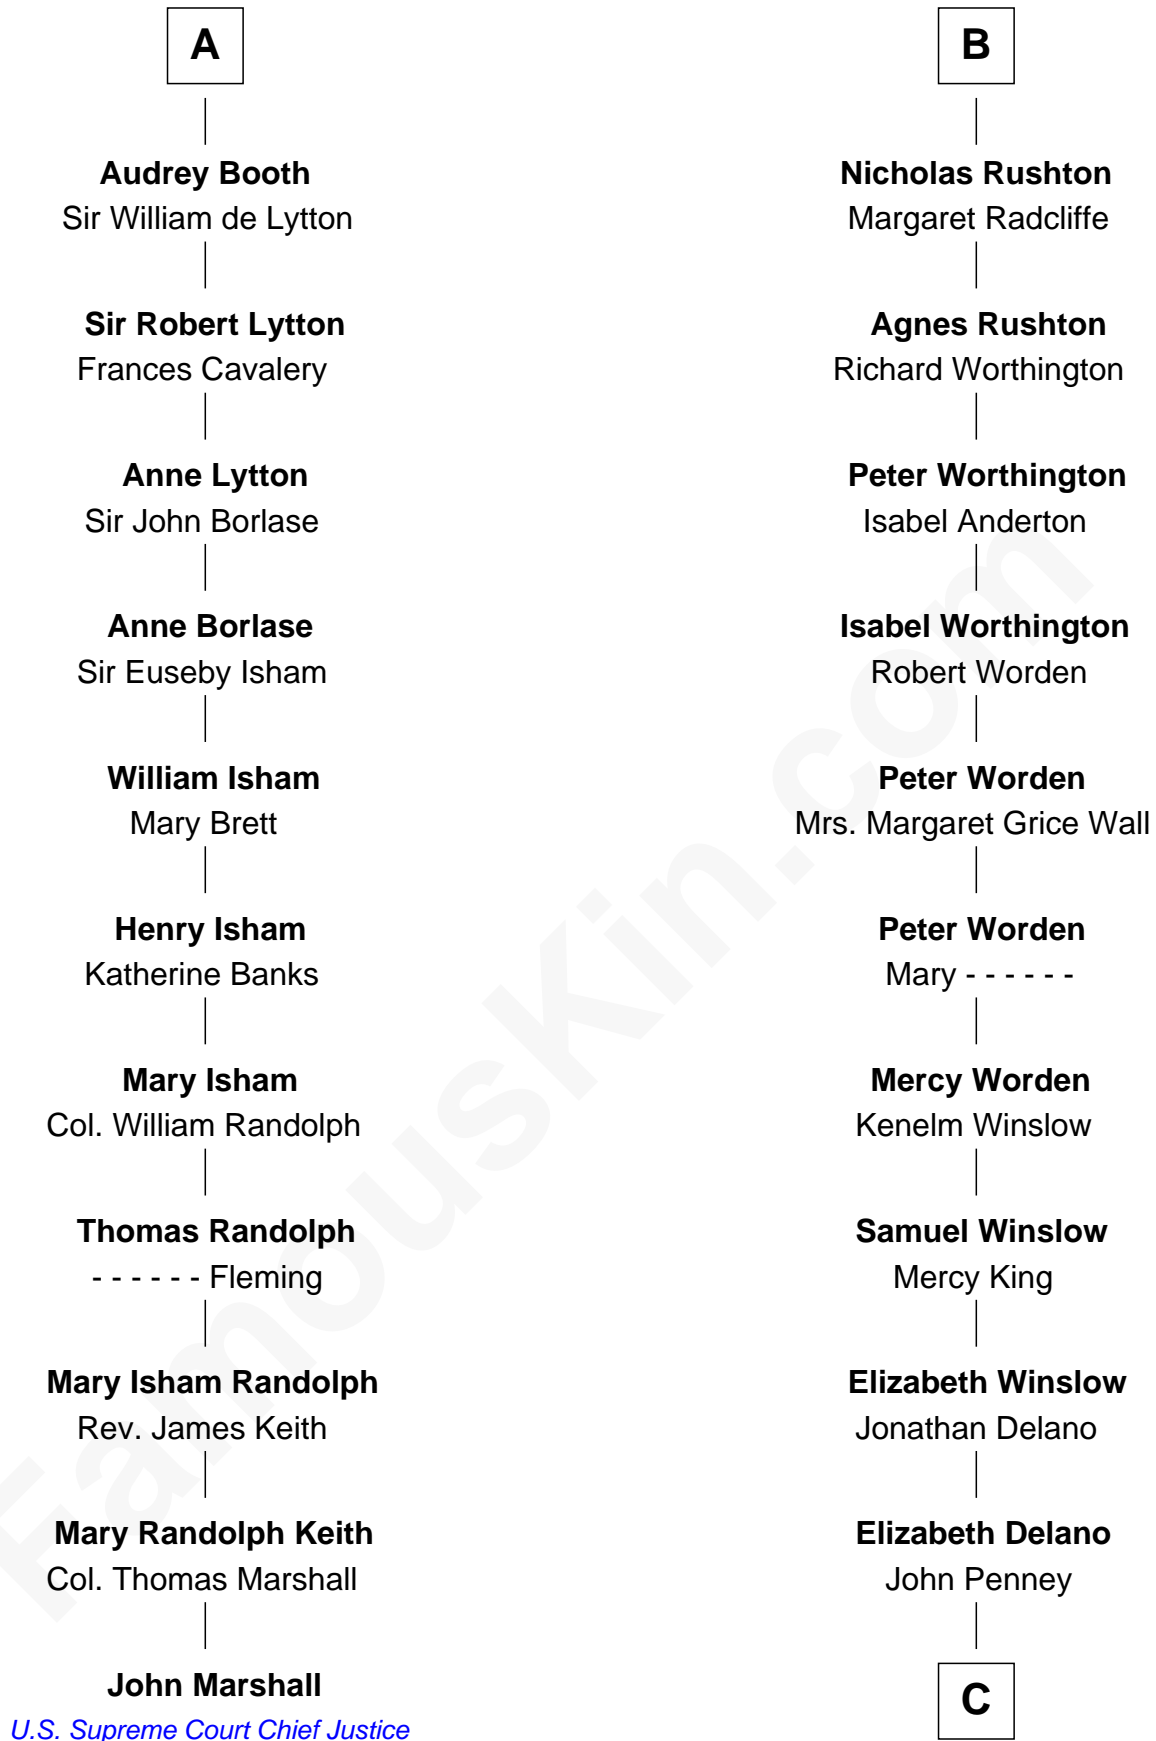 A
Audrey Booth
Sir William de Lytton
Sir Robert Lytton
Frances Cavalery
Anne Lytton
Sir John Borlase
Anne Borlase
Sir Euseby Isham
William Isham
Mary Brett
Henry Isham
Katherine Banks
Mary Isham
Col. William Randolph
Thomas Randolph
- - - - - - Fleming
Mary Isham Randolph
Rev. James Keith
Mary Randolph Keith
Col. Thomas Marshall
John Marshall
U.S. Supreme Court Chief Justice
B
Nicholas Rushton
Margaret Radcliffe
Agnes Rushton
Richard Worthington
Peter Worthington
Isabel Anderton
Isabel Worthington
Robert Worden
Peter Worden
Mrs. Margaret Grice Wall
Peter Worden
Mary - - - - - -
Mercy Worden
Kenelm Winslow
Samuel Winslow
Mercy King
Elizabeth Winslow
Jonathan Delano
Elizabeth Delano
John Penney
C
FamousKin.com